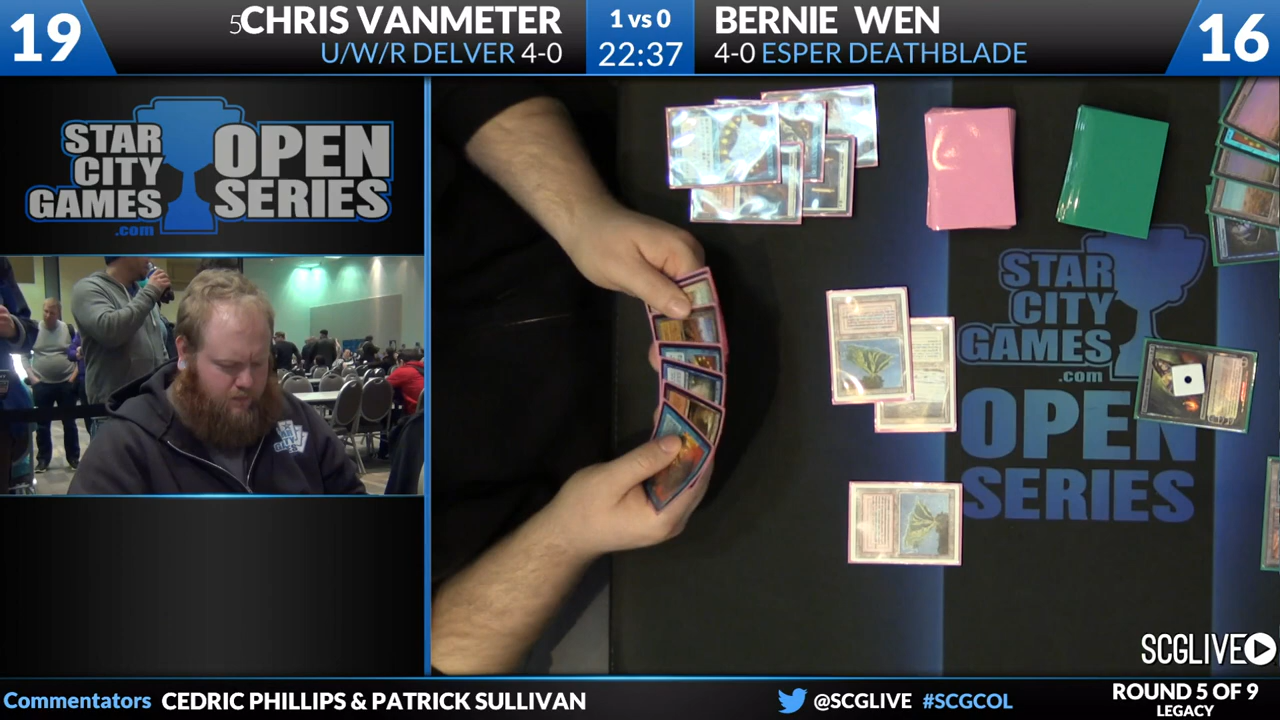 19
5CHRIS VANMETER
U/W/R DELVER 4-0
1 vs 0
22:37
BERNIE WEN
4-0 ESPER DEATHBLADE
16
STAR
CITY
GAMES
.com
OPEN
SERIES
STAR
CITY
GAMES
.com
OPEN
SERIES
SCGLIVE
Commentators CEDRIC PHILLIPS & PATRICK SULLIVAN
@SCGLIVE #SCGCOL
ROUND 5 OF 9
LEGACY